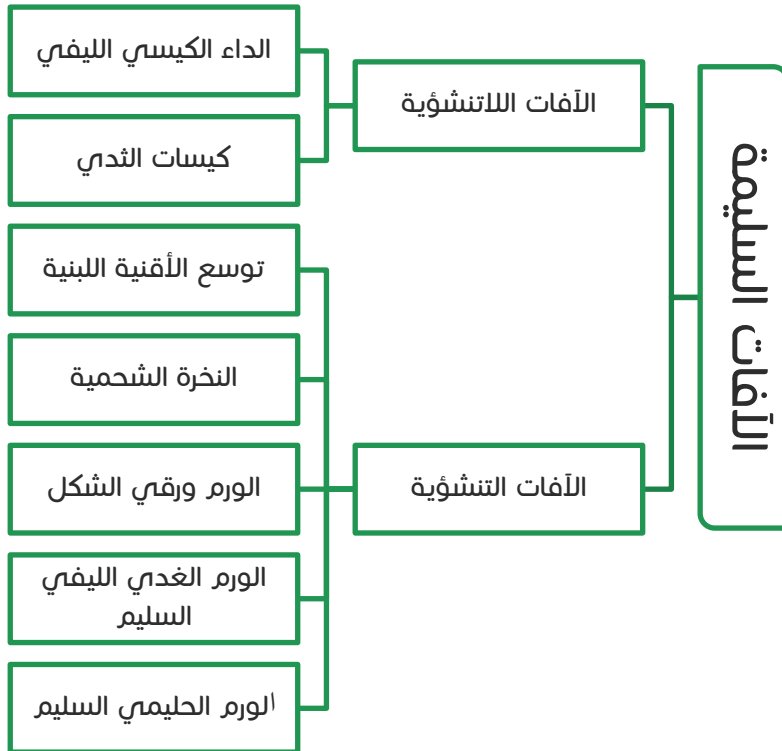 الآفات السليمة
الآفات اللاتنشؤية
الداء الكيسي الليفي
كيسات الثدي
الآفات التنشؤية
توسع الأقنية اللبنية
النخرة الشحمية
الورم ورقي الشكل
الورم الغدي الليفي
السليم
الورم الحليمي السليم